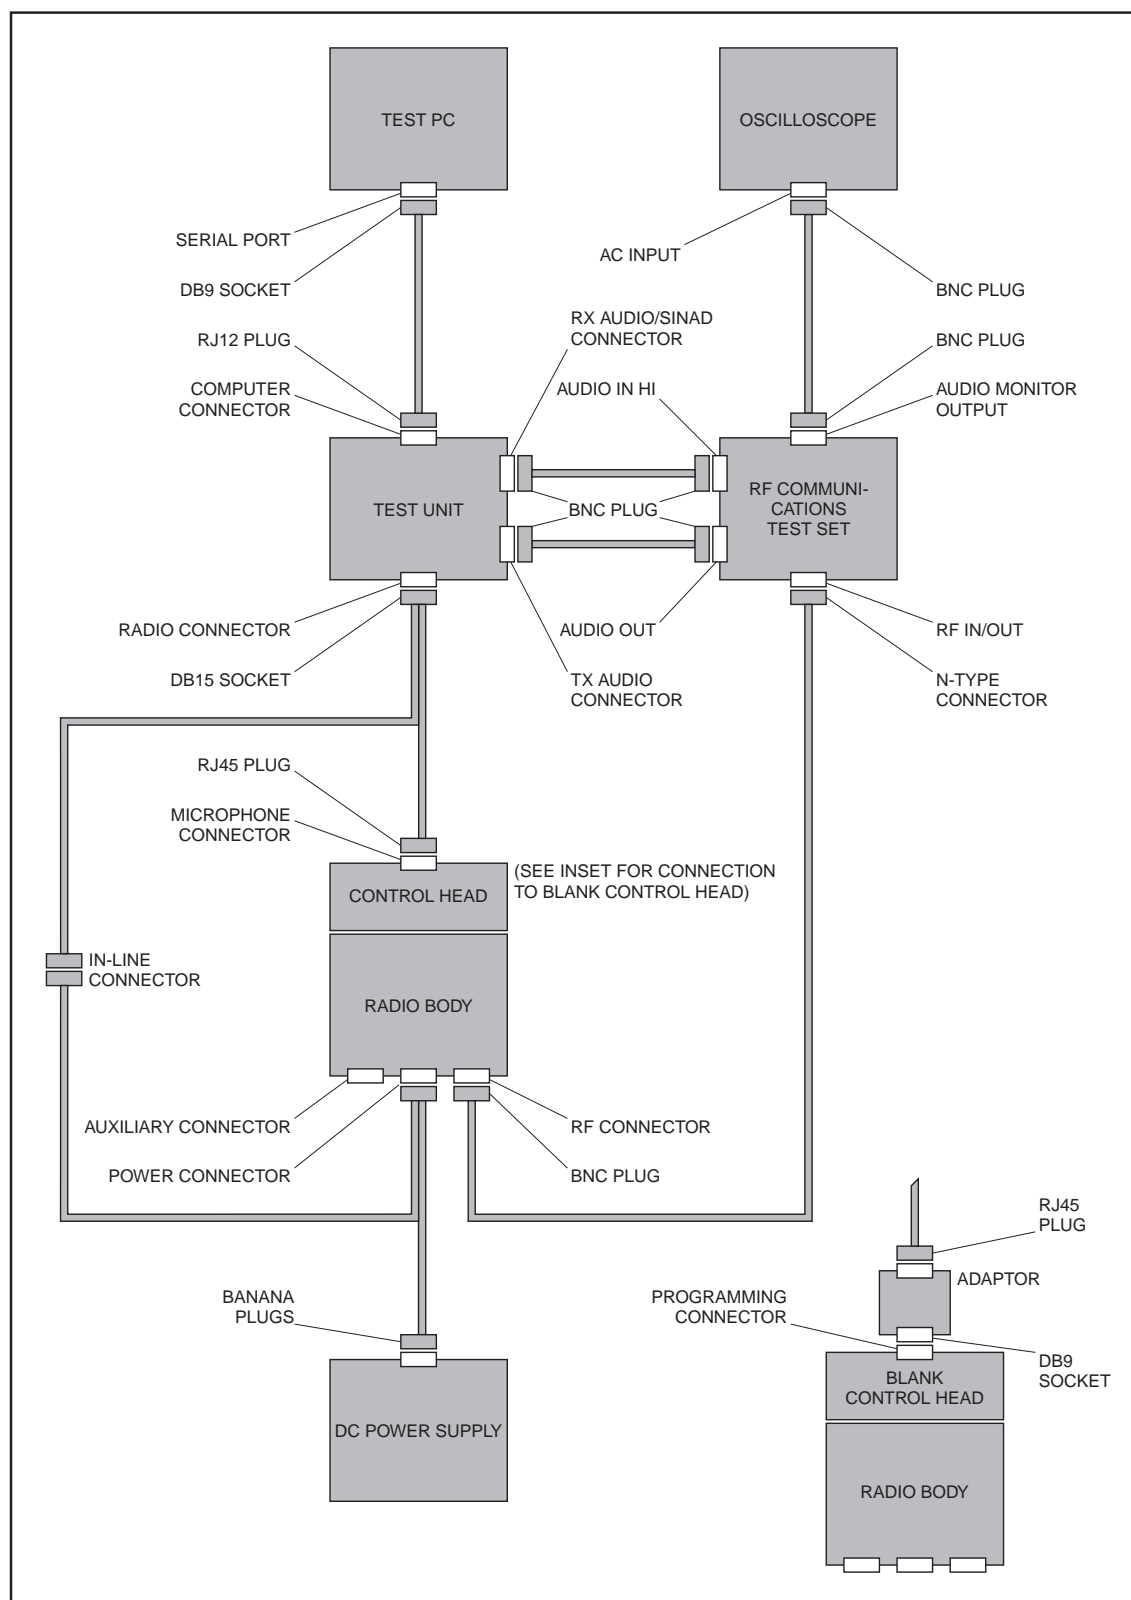 TEST PC
OSCILLOSCOPE
SERIAL PORT
AC INPUT
DB9 SOCKET
BNC PLUG
RX AUDIO/SINAD
CONNECTOR
RJ12 PLUG
BNC PLUG
COMPUTER
CONNECTOR
AUDIO IN HI
AUDIO MONITOR
OUTPUT
TEST UNIT
BNC PLUG
RF COMMUNI-
CATIONS
TEST SET
RADIO CONNECTOR
AUDIO OUT
RF IN/OUT
DB15 SOCKET
TX AUDIO
CONNECTOR
N-TYPE
CONNECTOR
RJ45 PLUG
MICROPHONE
CONNECTOR
CONTROL HEAD
(SEE INSET FOR CONNECTION
TO BLANK CONTROL HEAD)
IN-LINE
CONNECTOR
RADIO BODY
AUXILIARY CONNECTOR
RF CONNECTOR
POWER CONNECTOR
BNC PLUG
RJ45
PLUG
ADAPTOR
BANANA
PLUGS
PROGRAMMING
CONNECTOR
DB9
SOCKET
BLANK
CONTROL HEAD
DC POWER SUPPLY
RADIO BODY